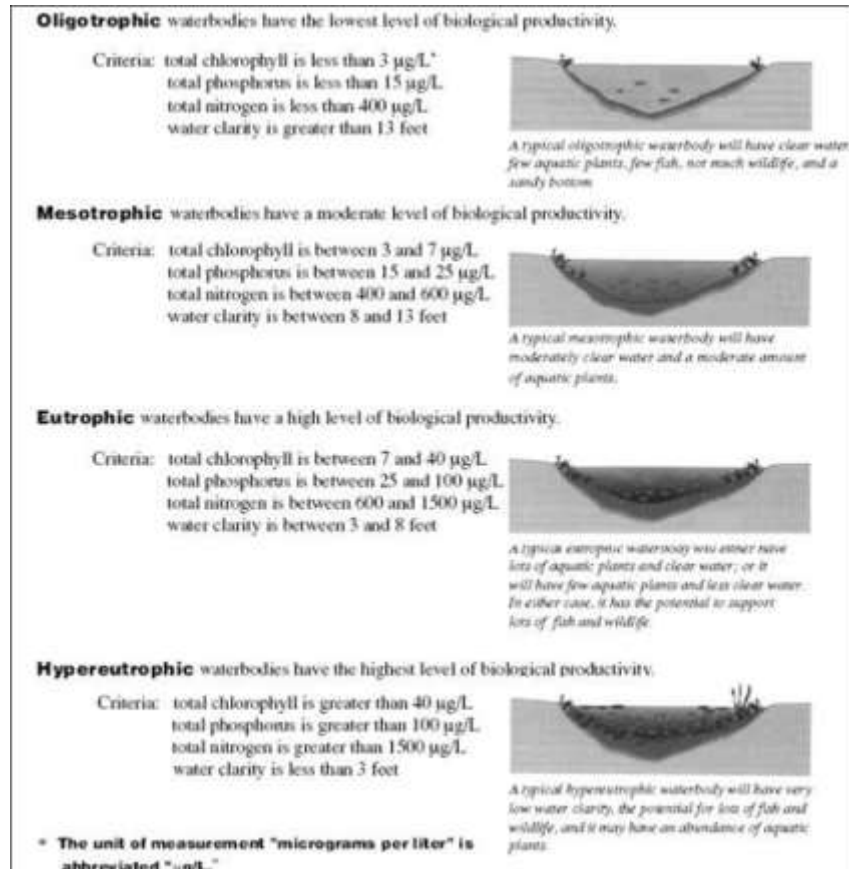 Oligotrophic waterbodies have the lowest level of biological productivity.
Criteria: total chlorophyll is less than 3 µg/L*
total phosphorus is less than 15 µg/L
total nitrogen is less than 400 µg/L
water clarity is greater than 13 feet
A typical oligotrophic waterbody will have clear water
few aquatic plants, few fish, not much wildlife, and a
sandy bottom
Mesotrophic waterbodies have a moderate level of biological productivity.
Criteria: total chlorophyll is between 3 and 7 µg/L
total phosphorus is between 15 and 25 µg/L
total nitrogen is between 400 and 600 µg/L
water clarity is between 8 and 13 feet
A typical mesotrophic waterbody will have
moderately clear water and a moderate amount
of aquatic plants.
Eutrophic waterbodies have a high level of biological productivity.
Criteria: total chlorophyll is between 7 and 40 µg/L
total phosphorus is between 25 and 100 µg/L
total nitrogen is between 600 and 1500 µg/L
water clarity is between 3 and 8 feet
A typical eutrophic waterbody will either have
lots of aquatic plants and clear water; or it
will have few aquatic plants and less clear water.
In either case, it has the potential to support
lots of fish and wildlife.
Hypereutrophic waterbodies have the highest level of biological productivity.
Criteria: total chlorophyll is greater than 40 µg/L
total phosphorus is greater than 100 µg/L
total nitrogen is greater than 1500 µg/L
water clarity is less than 3 feet
A typical hypereutrophic waterbody will have very
low water clarity, the potential for lots of fish and
wildlife, and it may have an abundance of aquatic
plants.
* The unit of measurement "micrograms per liter" is
abbreviated "µg/L."